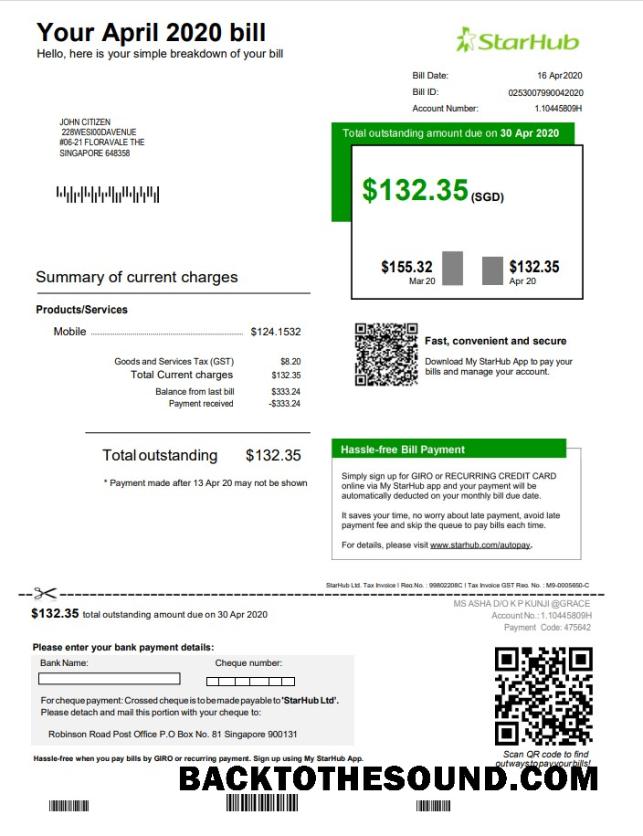 Your April 2020 bill
Hello, here is your simple breakdown of your bill
StarHub
Bill Date: 16 Apr2020
Bill ID: 0253007990042020
Account Number: 1.10445809H
JOHN CITIZEN
228WESI00DAVENUE
#06-21 FLORAVALE THE
SINGAPORE 648358
Total outstanding amount due on 30 Apr 2020
$132.35 (SGD)
$155.32 $132.35
Mar 20 Apr 20
Summary of current charges
Products/Services
Mobile $124.1532
Goods and Services Tax (GST) $8.20
Total Current charges $132.35
Balance from last bill $333.24
Payment received -$333.24
Total outstanding $132.35
* Payment made after 13 Apr 20 may not be shown
Fast, convenient and secure
Download My StarHub App to pay your
bills and manage your account.
Hassle-free Bill Payment
Simply sign up for GIRO or RECURRING CREDIT CARD
online via My StarHub app and your payment will be
automatically deducted on your monthly bill due date.
It saves your time, no worry about late payment, avoid late
payment fee and skip the queue to pay bills each time.
For details, please visit www.starhub.com/autopay.
StarHub Ltd. Tax Invoice I Reg.No. : 99802208C I Tax Invoice GST Reg. No. : M9-0005650-C
$132.35 total outstanding amount due on 30 Apr 2020
MS ASHA D/O K P KUNJI @GRACE
Account No.: 1.10445809H
Payment Code: 475642
Please enter your bank payment details:
Bank Name: Cheque number:
For cheque payment: Crossed cheque is to be made payable to 'StarHub Ltd'.
Please detach and mail this portion with your cheque to:
Robinson Road Post Office P.O Box No. 81 Singapore 900131
Hassle-free when you pay bills by GIRO or recurring payment. Sign up using My StarHub App.
Scan QR code to find
out ways to pay your bills!
BACKTOTHESOUND.COM